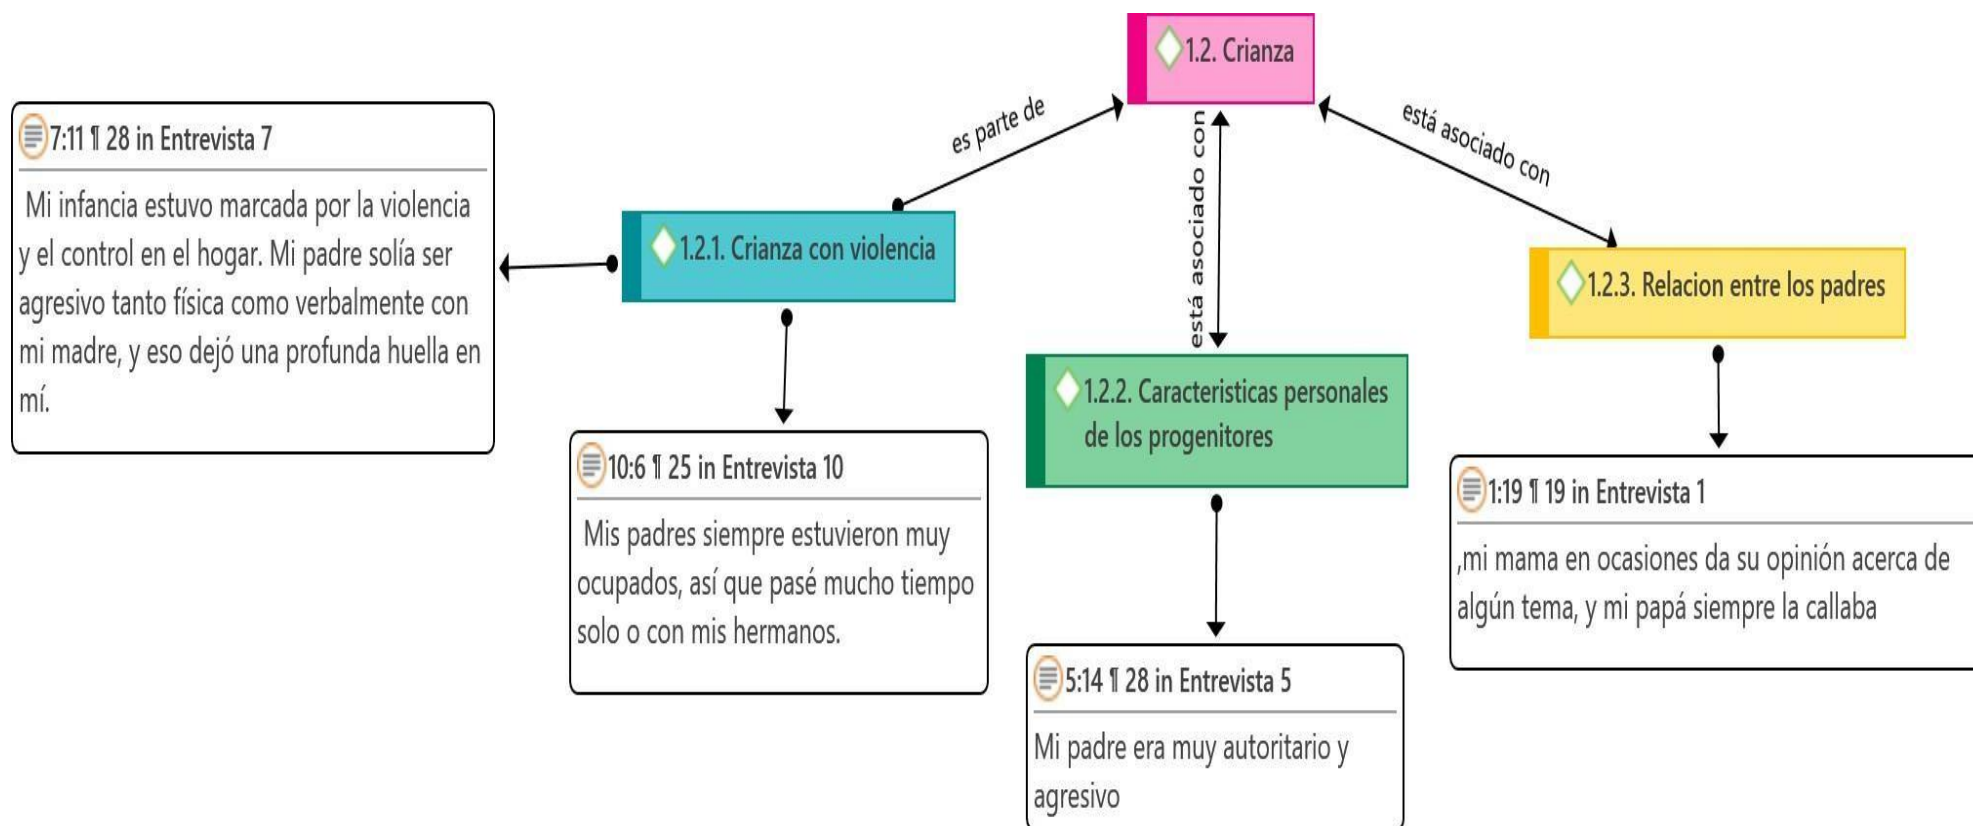 1.2. Crianza
es parte de
está asociado con
está asociado con
7:11 ¶ 28 in Entrevista 7
Mi infancia estuvo marcada por la violencia
y el control en el hogar. Mi padre solía ser
agresivo tanto física como verbalmente con
mi madre, y eso dejó una profunda huella en
mí.
1.2.1. Crianza con violencia
10:6 ¶ 25 in Entrevista 10
Mis padres siempre estuvieron muy
ocupados, así que pasé mucho tiempo
solo o con mis hermanos.
1.2.2. Caracteristicas personales
de los progenitores
5:14 ¶ 28 in Entrevista 5
Mi padre era muy autoritario y
agresivo
1.2.3. Relacion entre los padres
1:19 ¶ 19 in Entrevista 1
,mi mama en ocasiones da su opinión acerca de
algún tema, y mi papá siempre la callaba